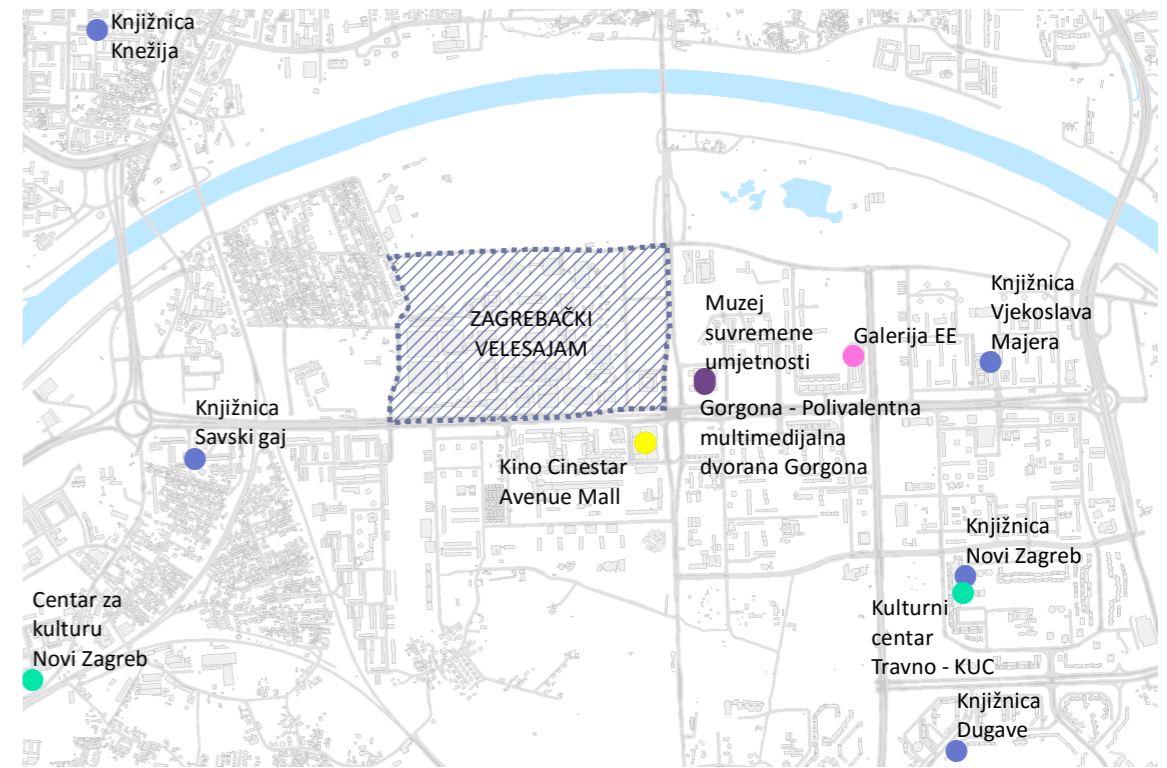 Knjižnica
Knežija
ZAGREBAČKI
VELESAJAM
Muzej
suvremene
umjetnosti
Galerija EE
Knjižnica
Vjekoslava
Majera
Knjižnica
Savski gaj
Gorgona - Polivalentna
multimedijalna
dvorana Gorgona
Kino Cinestar
Avenue Mall
Knjižnica
Novi Zagreb
Centar za
kulturu
Novi Zagreb
Kulturni
centar
Travno - KUC
Knjižnica
Dugave